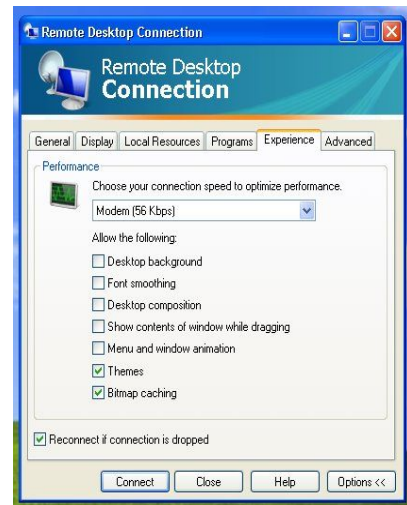 Remote Desktop Connection
Remote Desktop
Connection
General Display Local Resources Programs Experience Advanced
Performance
Choose your connection speed to optimize performance.
Modem (56 Kbps)
Allow the following:
Desktop background
Font smoothing
Desktop composition
Show contents of window while dragging
Menu and window animation
Themes
Bitmap caching
Reconnect if connection is dropped
Connect Close Help Options <<